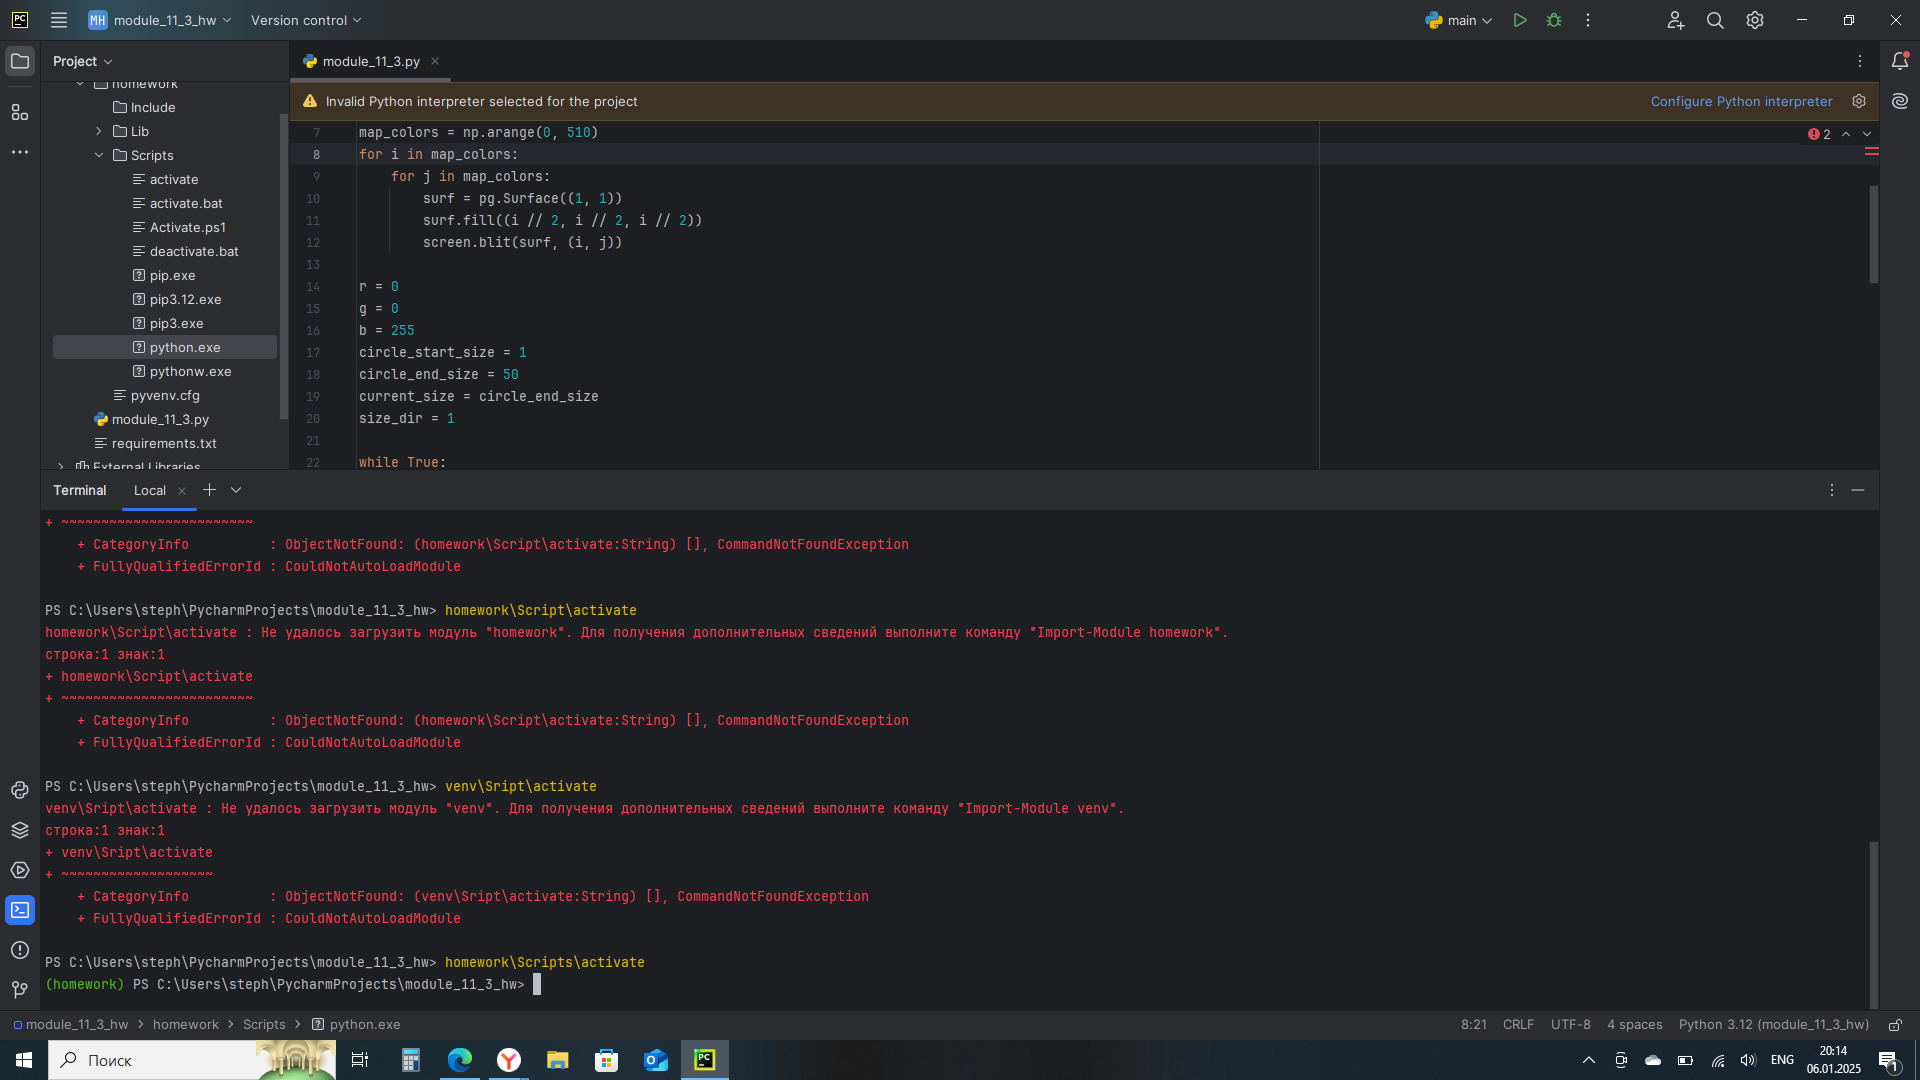 PC
MH module_11_3_hw
Version control
main
Project
module_11_3.py
homework
Include
Lib
Scripts
activate
activate.bat
Activate.ps1
deactivate.bat
pip.exe
pip3.12.exe
pip3.exe
python.exe
pythonw.exe
pyvenv.cfg
module_11_3.py
requirements.txt
External Libraries
Invalid Python interpreter selected for the project
Configure Python interpreter
2
7 map_colors = np.arange(0, 510)
8 for i in map_colors:
9 for j in map_colors:
10 surf = pg.Surface((1, 1))
11 surf.fill((i // 2, i // 2, i // 2))
12 screen.blit(surf, (i, j))
13
14 r = 0
15 g = 0
16 b = 255
17 circle_start_size = 1
18 circle_end_size = 50
19 current_size = circle_end_size
20 size_dir = 1
21
22 while True:
Terminal
Local
+ ~~~~~~~~~~~~~~~~~~~~~~~~
+ CategoryInfo : ObjectNotFound: (homework\Script\activate:String) [], CommandNotFoundException
+ FullyQualifiedErrorId : CouldNotAutoLoadModule
PS C:\Users\steph\PycharmProjects\module_11_3_hw> homework\Script\activate
homework\Script\activate : Не удалось загрузить модуль "homework". Для получения дополнительных сведений выполните команду "Import-Module homework".
строка:1 знак:1
+ homework\Script\activate
+ ~~~~~~~~~~~~~~~~~~~~~~~~
+ CategoryInfo : ObjectNotFound: (homework\Script\activate:String) [], CommandNotFoundException
+ FullyQualifiedErrorId : CouldNotAutoLoadModule
PS C:\Users\steph\PycharmProjects\module_11_3_hw> venv\Sript\activate
venv\Sript\activate : Не удалось загрузить модуль "venv". Для получения дополнительных сведений выполните команду "Import-Module venv".
строка:1 знак:1
+ venv\Sript\activate
+ ~~~~~~~~~~~~~~~~~~~
+ CategoryInfo : ObjectNotFound: (venv\Sript\activate:String) [], CommandNotFoundException
+ FullyQualifiedErrorId : CouldNotAutoLoadModule
PS C:\Users\steph\PycharmProjects\module_11_3_hw> homework\Scripts\activate
(homework) PS C:\Users\steph\PycharmProjects\module_11_3_hw>
module_11_3_hw > homework > Scripts > python.exe
8:21 CRLF UTF-8 4 spaces Python 3.12 (module_11_3_hw)
Поиск
PC
ENG
20:14
06.01.2025
1